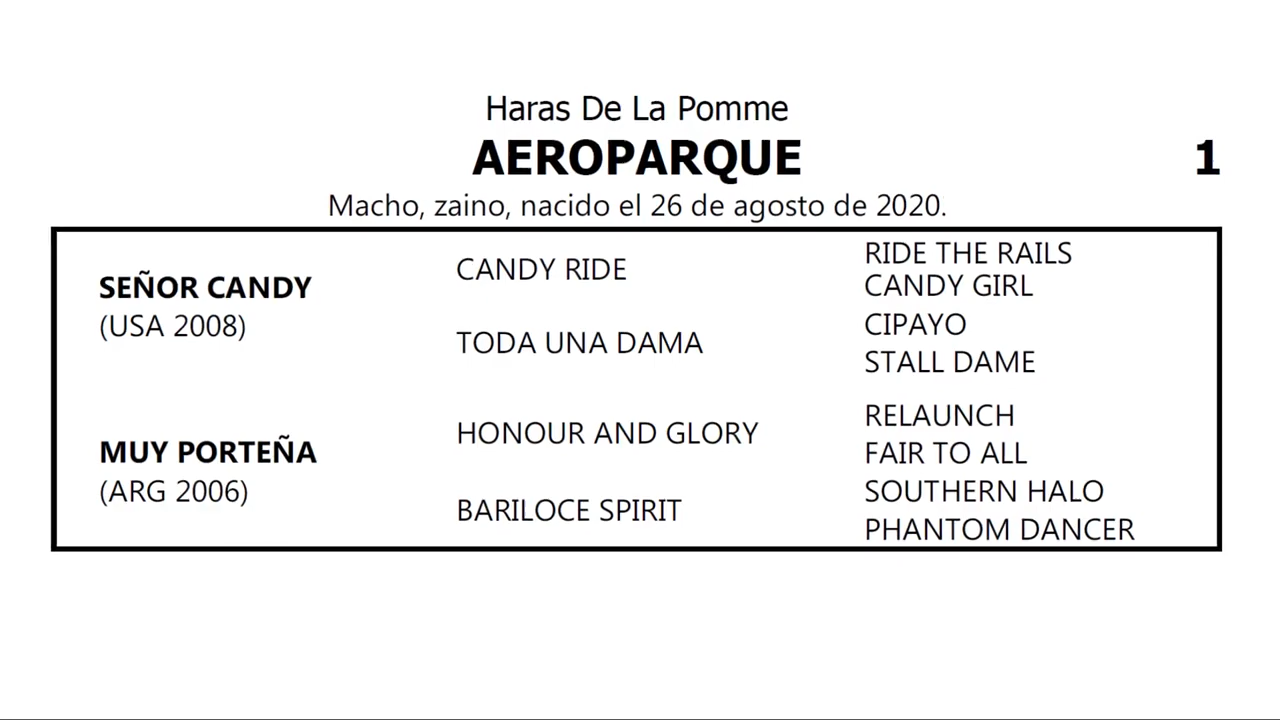 Haras De La Pomme
AEROPARQUE
1
Macho, zaino, nacido el 26 de agosto de 2020.
SEÑOR CANDY
(USA 2008)
CANDY RIDE
TODA UNA DAMA
RIDE THE RAILS
CANDY GIRL
CIPAYO
STALL DAME
MUY PORTEÑA
(ARG 2006)
HONOUR AND GLORY
BARILOCE SPIRIT
RELAUNCH
FAIR TO ALL
SOUTHERN HALO
PHANTOM DANCER